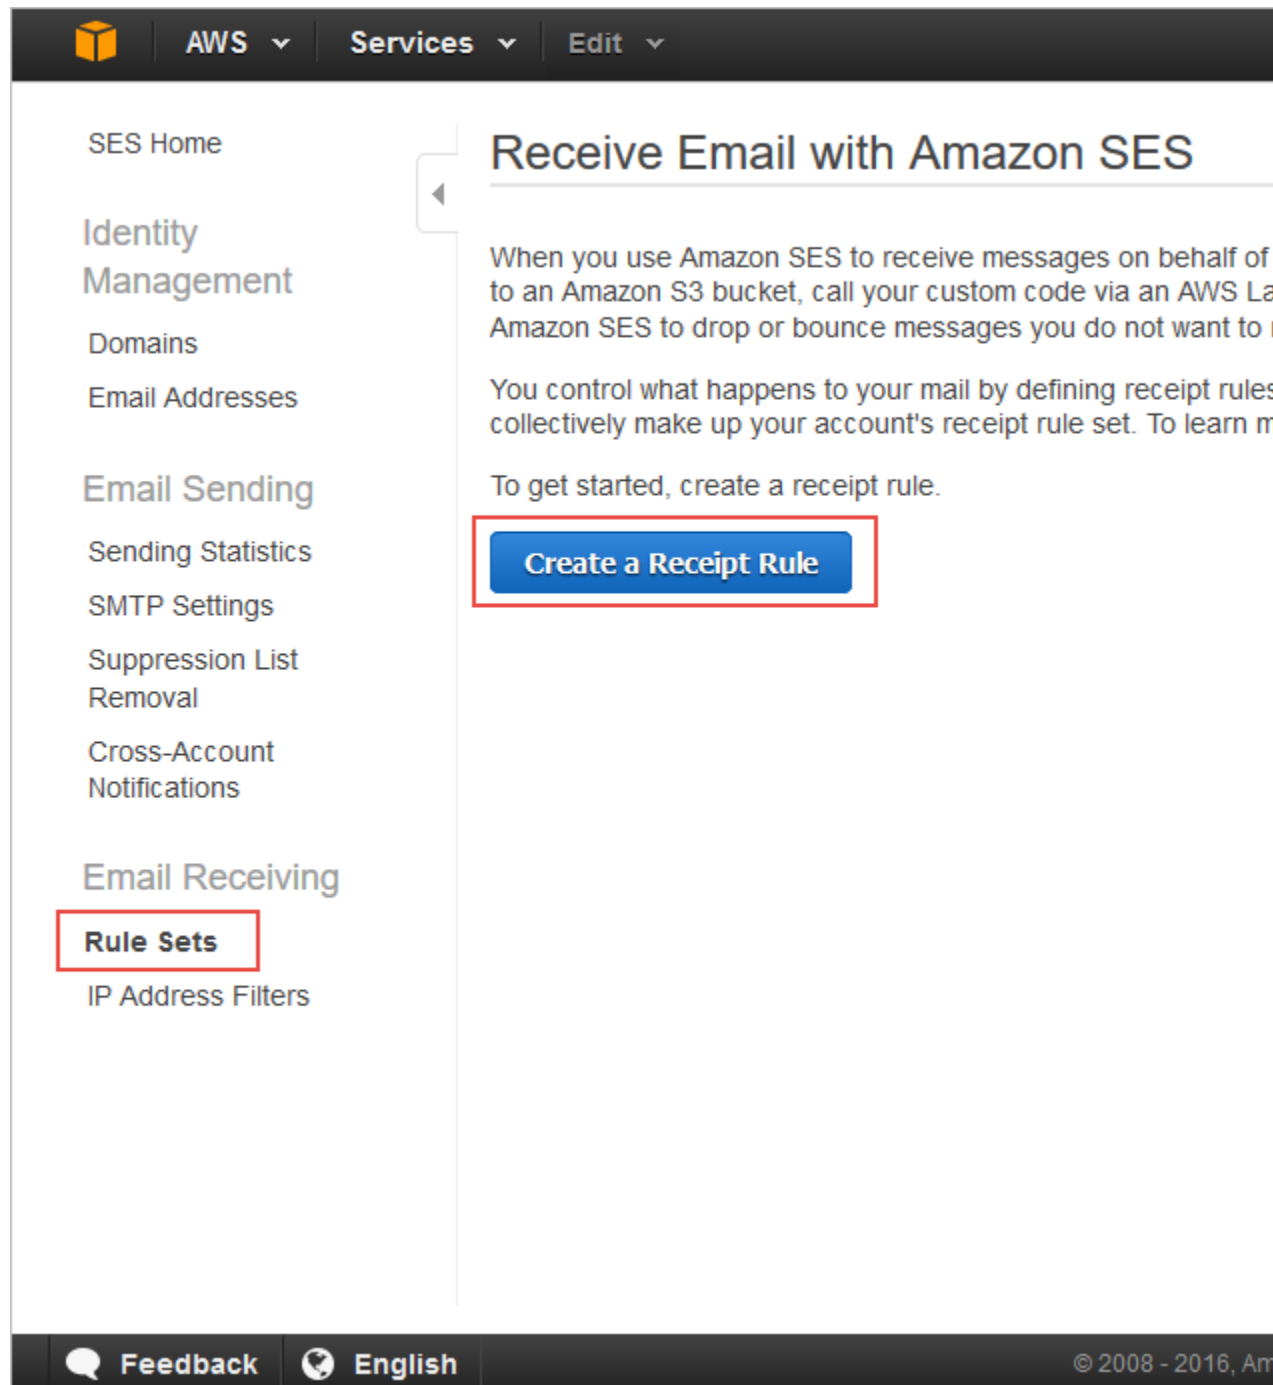 AWS Services Edit
SES Home
Identity
Management
Domains
Email Addresses
Email Sending
Sending Statistics
SMTP Settings
Suppression List
Removal
Cross-Account
Notifications
Email Receiving
Rule Sets
IP Address Filters
Receive Email with Amazon SES
When you use Amazon SES to receive messages on behalf of
to an Amazon S3 bucket, call your custom code via an AWS
Amazon SES to drop or bounce messages you do not want to
You control what happens to your mail by defining receipt rules
collectively make up your account's receipt rule set. To learn
To get started, create a receipt rule.
Create a Receipt Rule
Feedback English
© 2008 - 2016,